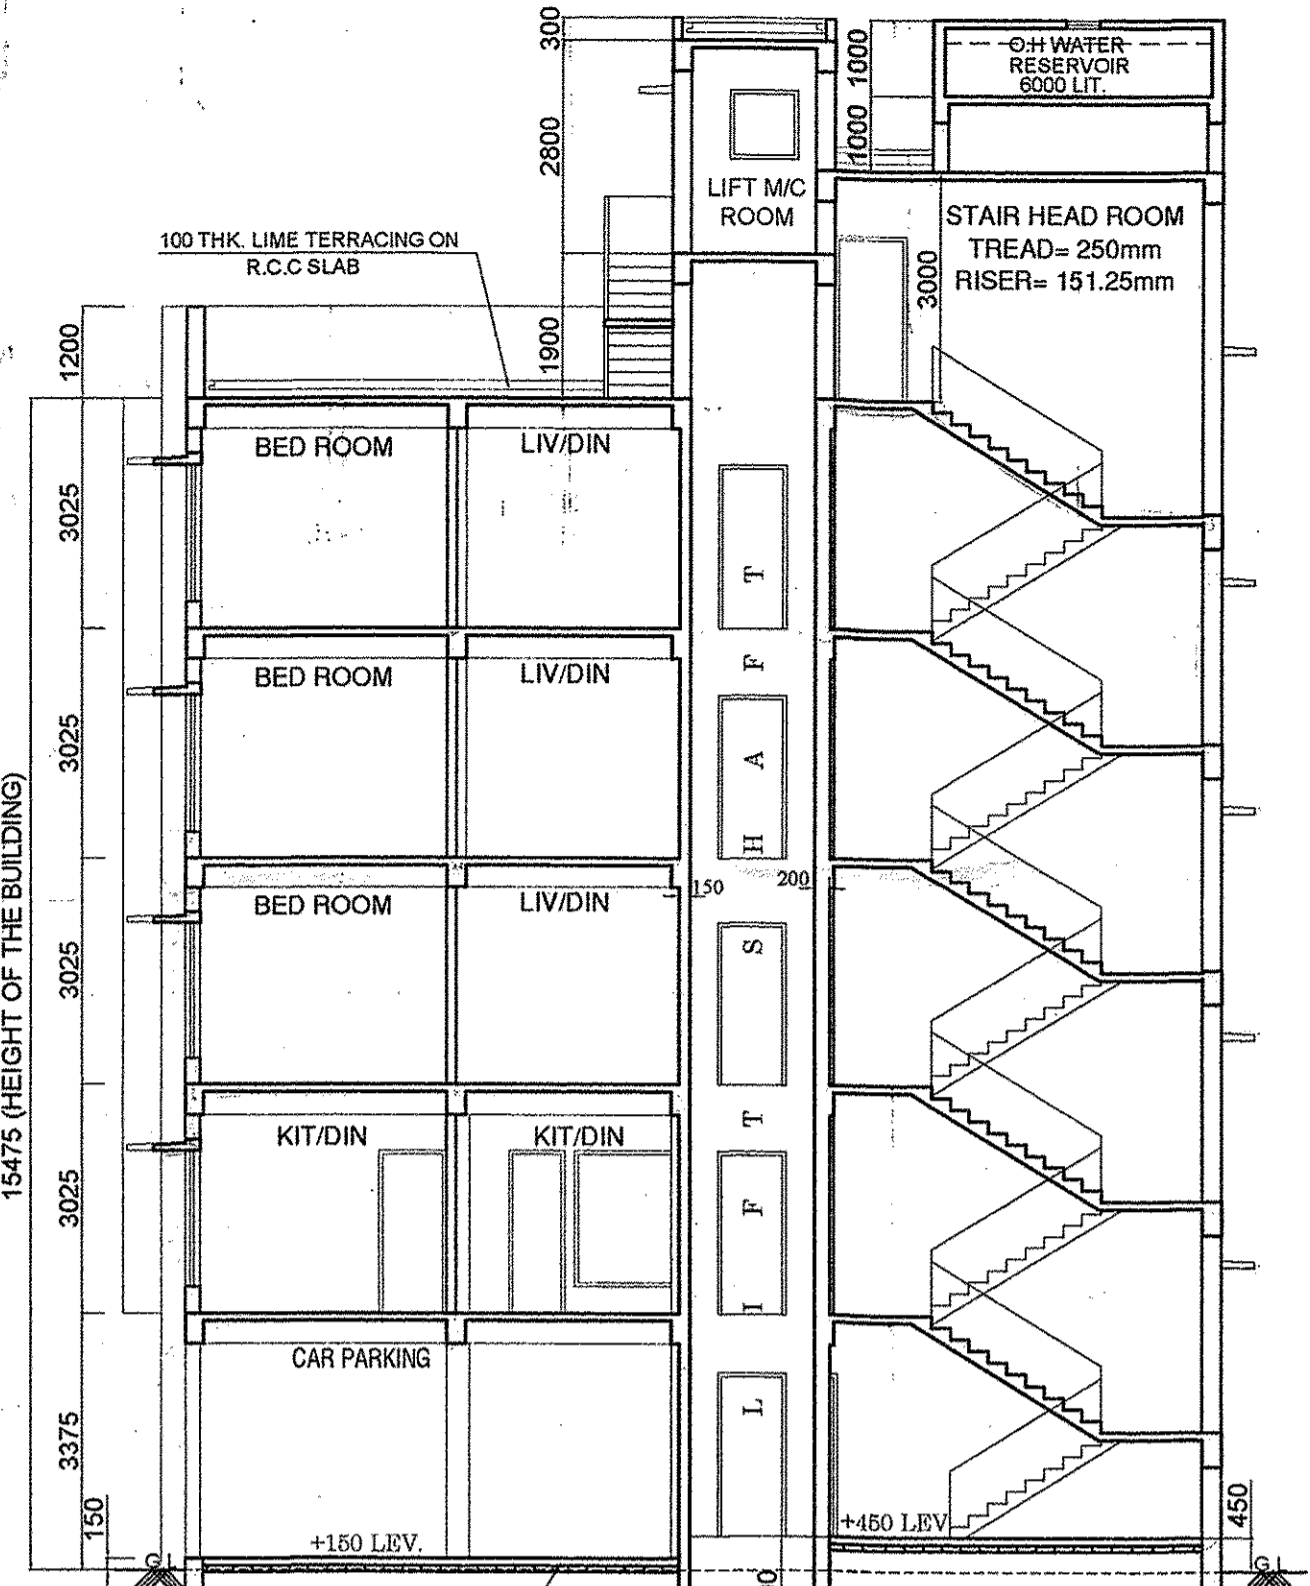 300
1000
O.H WATER
RESERVOIR
6000 LIT.
2800
1000
LIFT M/C
ROOM
STAIR HEAD ROOM
TREAD= 250mm
RISER= 151.25mm
100 THK. LIME TERRACING ON
R.C.C SLAB
3000
1200
1900
BED ROOM
LIV/DIN
3025
BED ROOM
LIV/DIN
3025
BED ROOM
LIV/DIN
150
200
3025
15475 (HEIGHT OF THE BUILDING)
LIFT SHAFT
KIT/DIN
KIT/DIN
3025
CAR PARKING
3375
150
+150 LEV.
+450 LEV
450
G.L
G.L